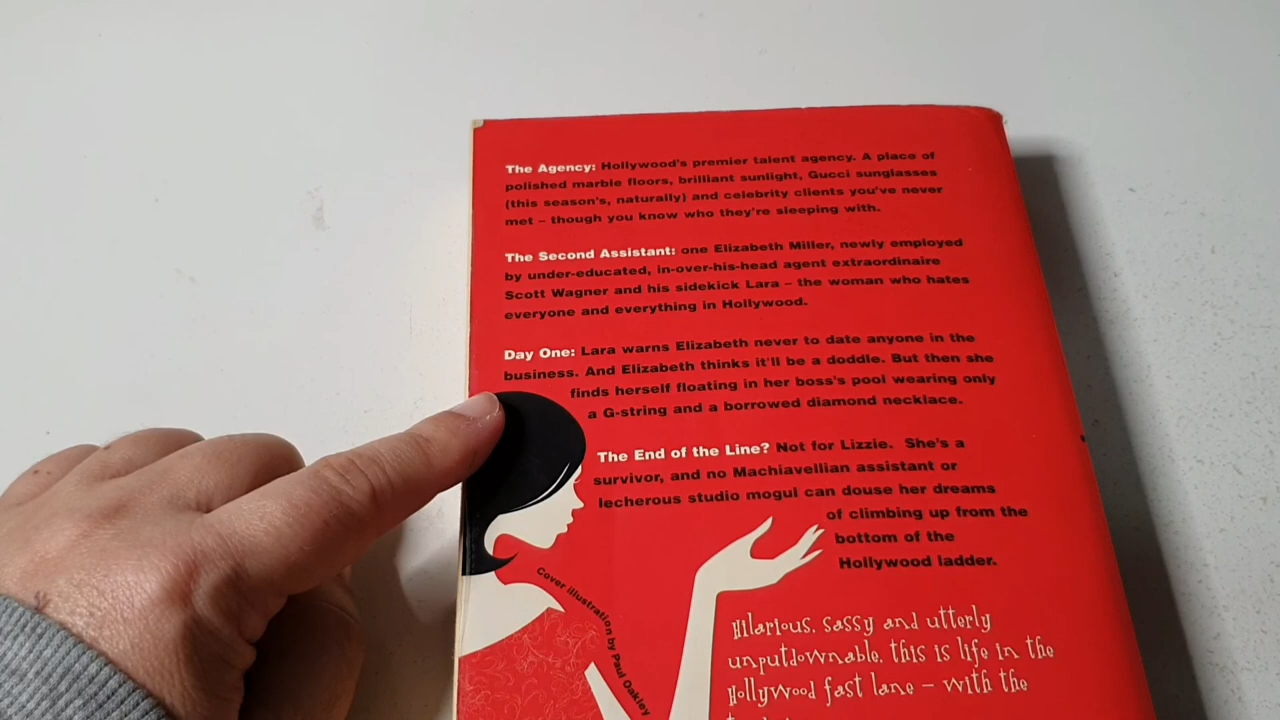 The Agency: Hollywood's premier talent agency. A place of
polished marble floors, brilliant sunlight, Gucci sunglasses
(this season's, naturally) and celebrity clients you've never
met – though you know who they're sleeping with.
The Second Assistant: one Elizabeth Miller, newly employed
by under-educated, in-over-his-head agent extraordinaire
Scott Wagner and his sidekick Lara – the woman who hates
everyone and everything in Hollywood.
Day One: Lara warns Elizabeth never to date anyone in the
business. And Elizabeth thinks it'll be a doddle. But then she
finds herself floating in her boss's pool wearing only
a G-string and a borrowed diamond necklace.
The End of the Line? Not for Lizzie. She's a
survivor, and no Machiavellian assistant or
lecherous studio mogul can douse her dreams
of climbing up from the
bottom of the
Hollywood ladder.
Cover illustration by Paul Oakley
Hilarious, sassy and utterly
unputdownable, this is life in the
Hollywood fast lane – with the